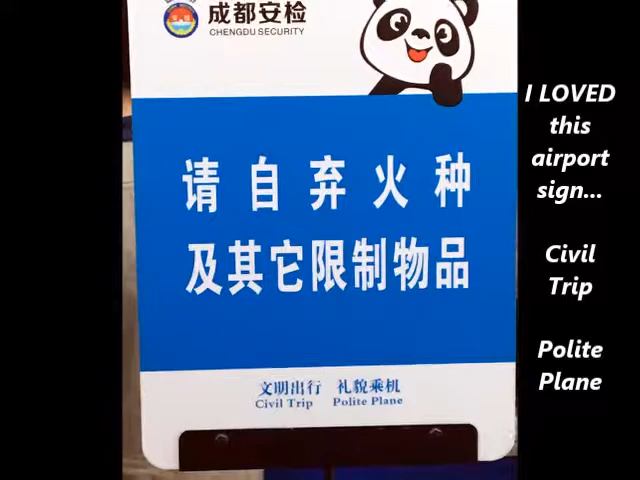 成都安检
CHENGDU SECURITY
请自弃火种
及其它限制物品
文明出行 礼貌乘机
Civil Trip Polite Plane
I LOVED
this
airport
sign...
Civil
Trip
Polite
Plane